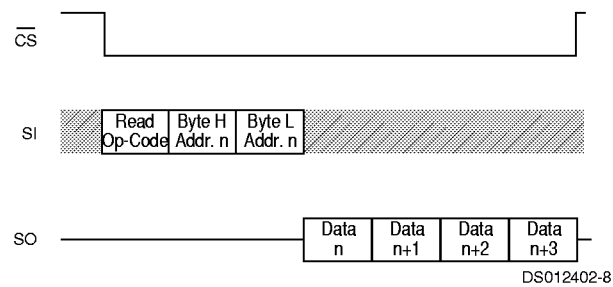 CS
SI
Read Byte H Byte L
Op-Code Addr. n Addr. n
SO
Data Data Data Data
n n+1 n+2 n+3
DS012402-8